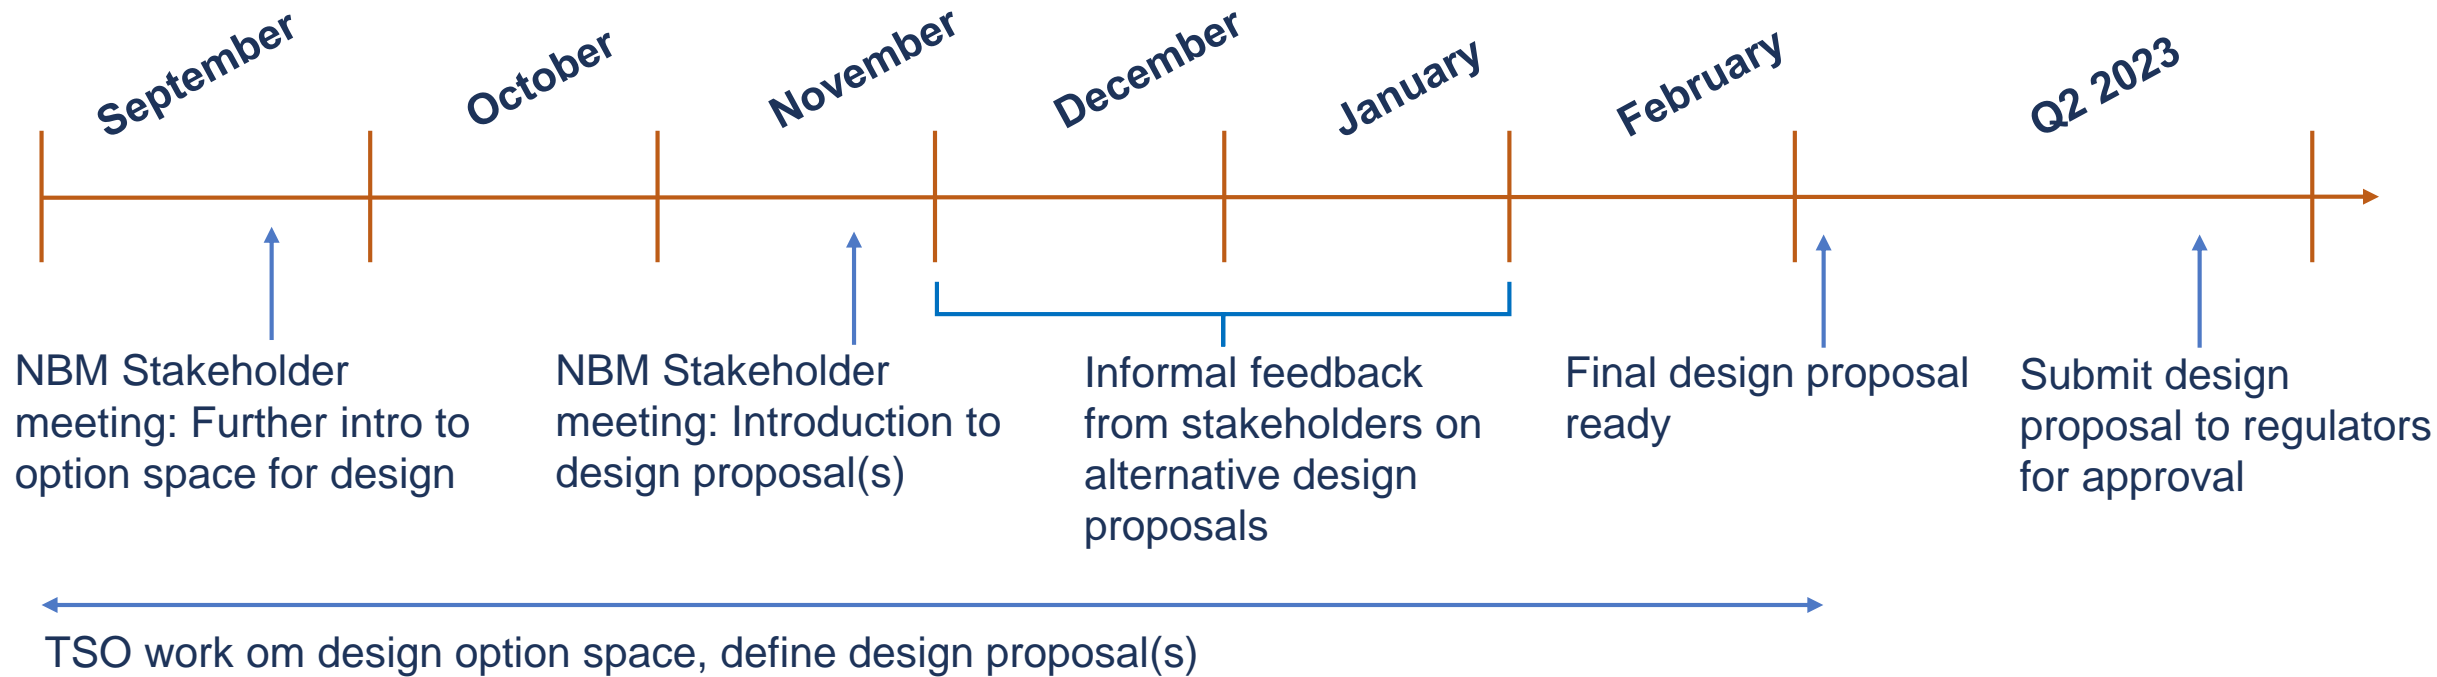 September
October
November
December
January
February
Q2 2023
NBM Stakeholder
meeting: Further intro to
option space for design
NBM Stakeholder
meeting: Introduction to
design proposal(s)
Informal feedback
from stakeholders on
alternative design
proposals
Final design proposal
ready
Submit design
proposal to regulators
for approval
TSO work om design option space, define design proposal(s)